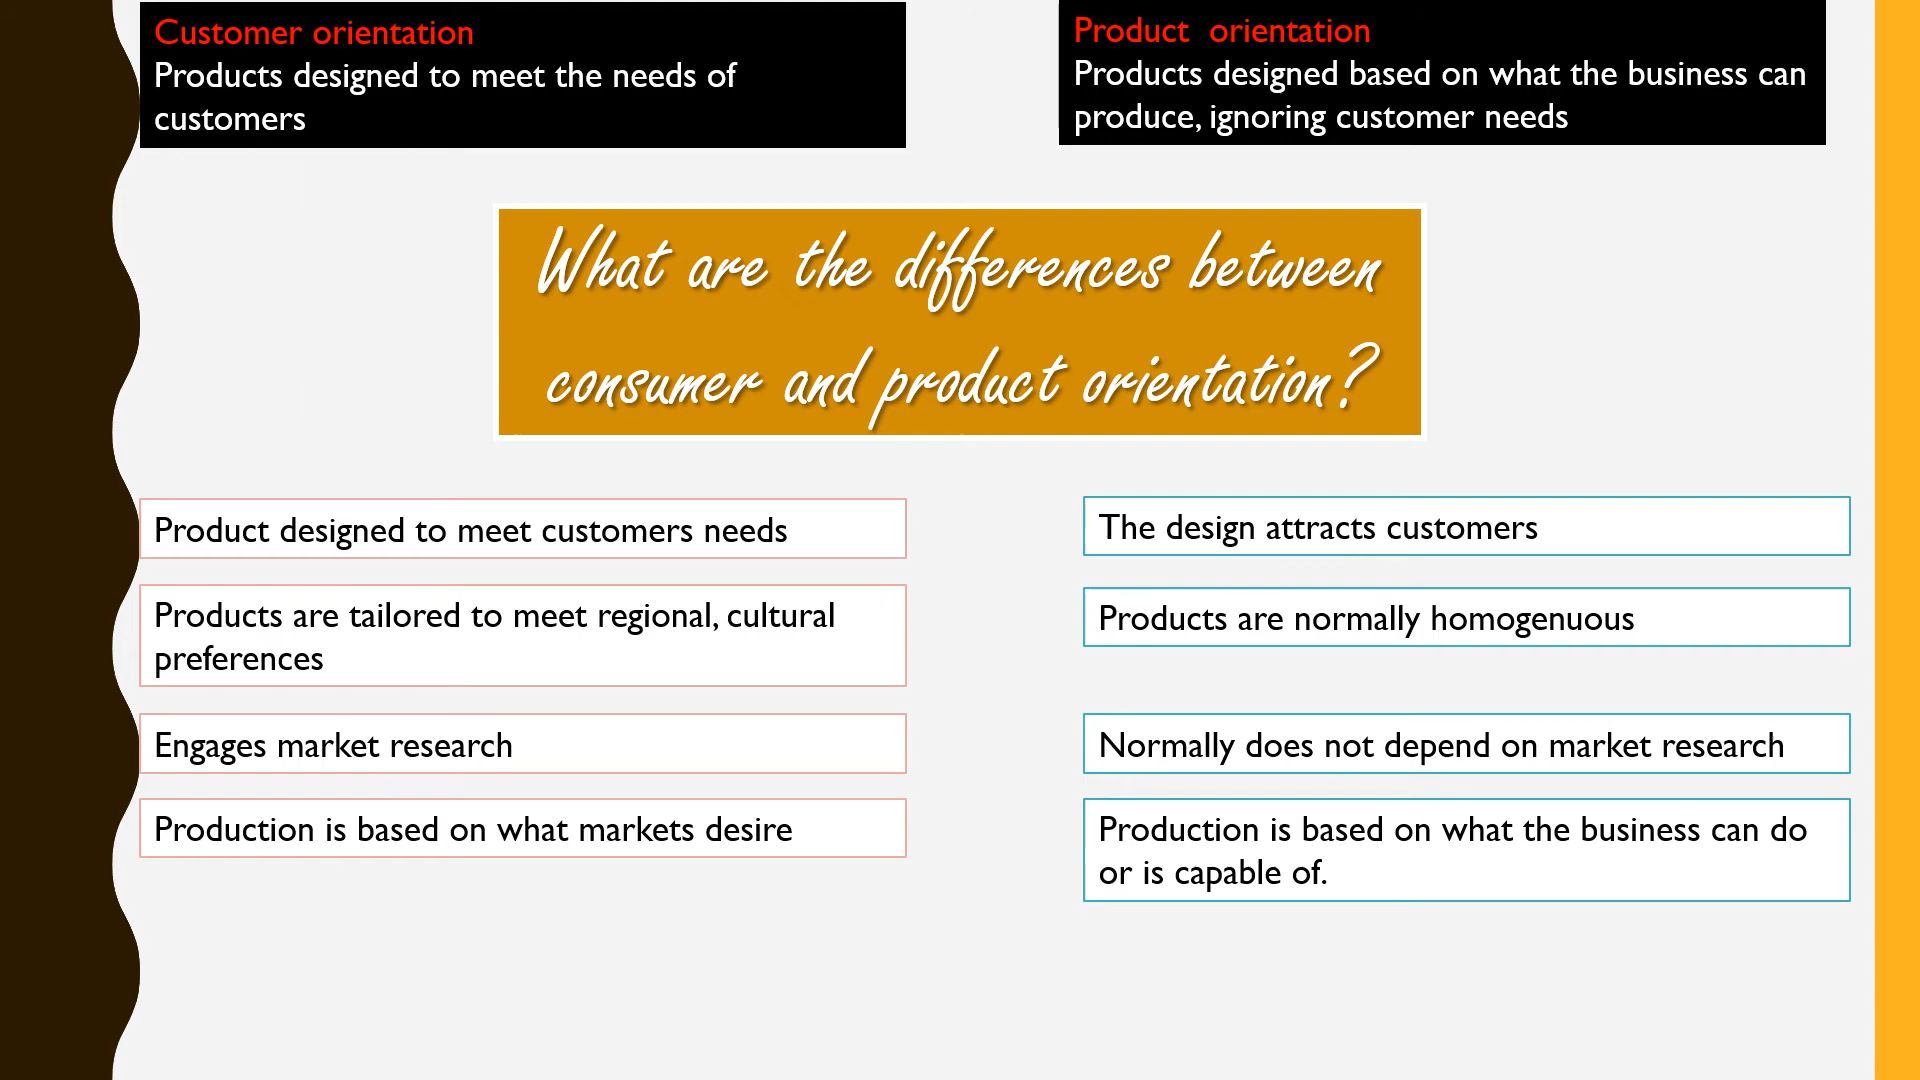 Customer orientation
Products designed to meet the needs of
customers
Product  orientation
Products designed based on what the business can
produce, ignoring customer needs
What are the differences between
consumer and product orientation?
Product designed to meet customers needs
Products are tailored to meet regional, cultural
preferences
Engages market research
Production is based on what markets desire
The design attracts customers
Products are normally homogenuous
Normally does not depend on market research
Production is based on what the business can do
or is capable of.